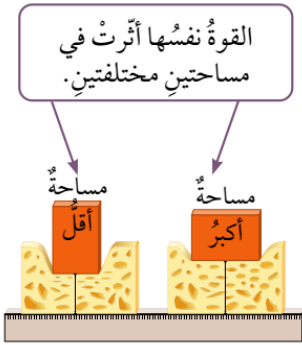 القوةُ نفسُها أثّرتْ في
مساحتينِ مختلفتينِ.
مساحةٌ
أكبرُ
مساحةٌ
أقلُّ